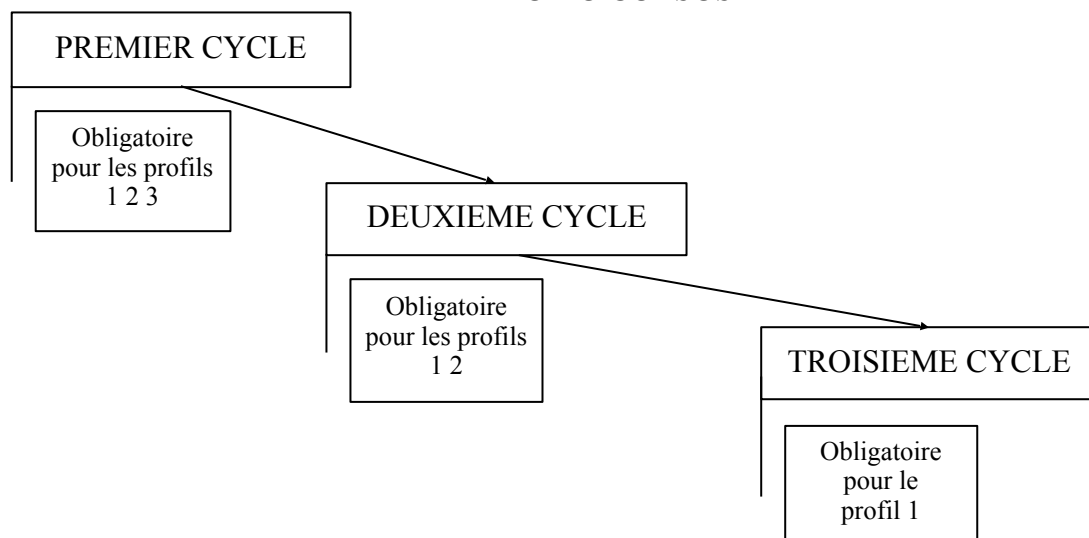 PREMIER CYCLE
Obligatoire
pour les profils
1 2 3
DEUXIEME CYCLE
Obligatoire
pour les profils
1 2
TROISIEME CYCLE
Obligatoire
pour le
profil 1